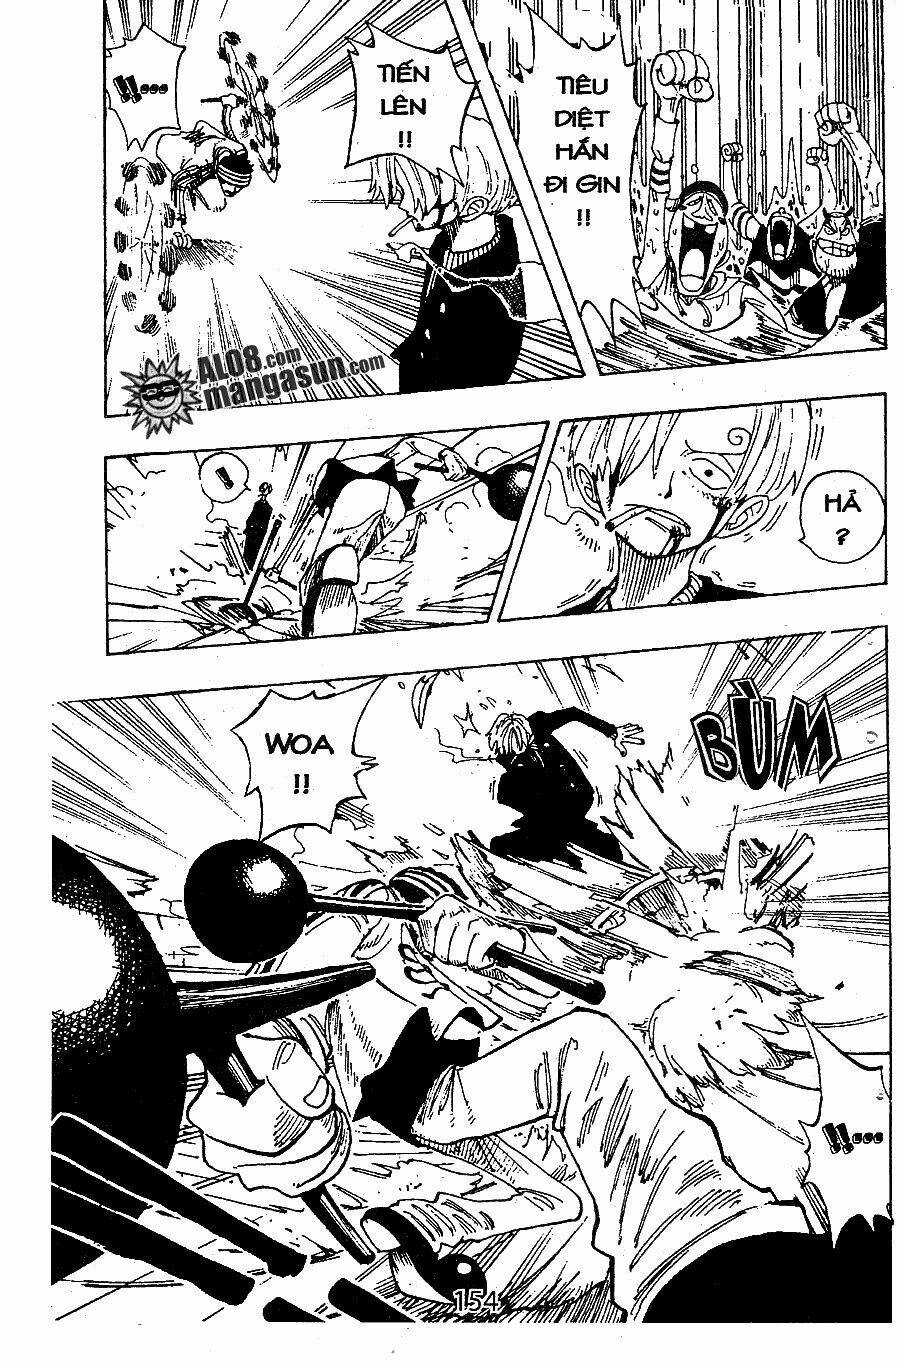 TIÊU
DIỆT
HẮN
ĐI GIN
!!
TIẾN
LÊN
!!
!!...
AL08.com
mangasun.com
HẢ
?
!
BÙM
WOA
!!
!!...
154